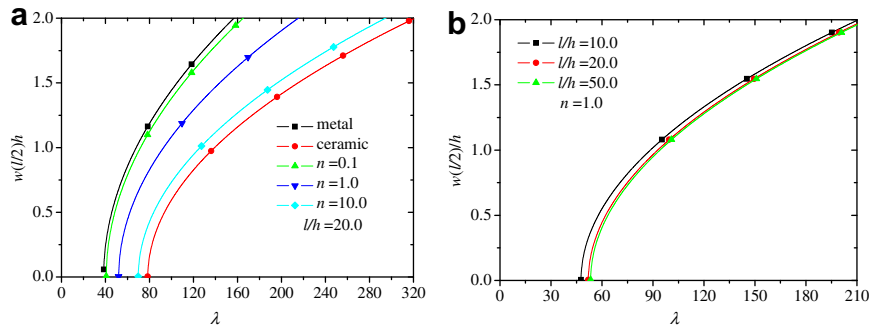 a
2.0
1.5
1.0
0.5
0.0
w(l/2)h
metal
ceramic
n=0.1
n=1.0
n=10.0
l/h=20.0
0 40 80 120 160 200 240 280 320
λ
b
2.0
1.5
1.0
0.5
0.0
w(l/2)/h
l/h=10.0
l/h=20.0
l/h=50.0
n=1.0
0 30 60 90 120 150 180 210
λ